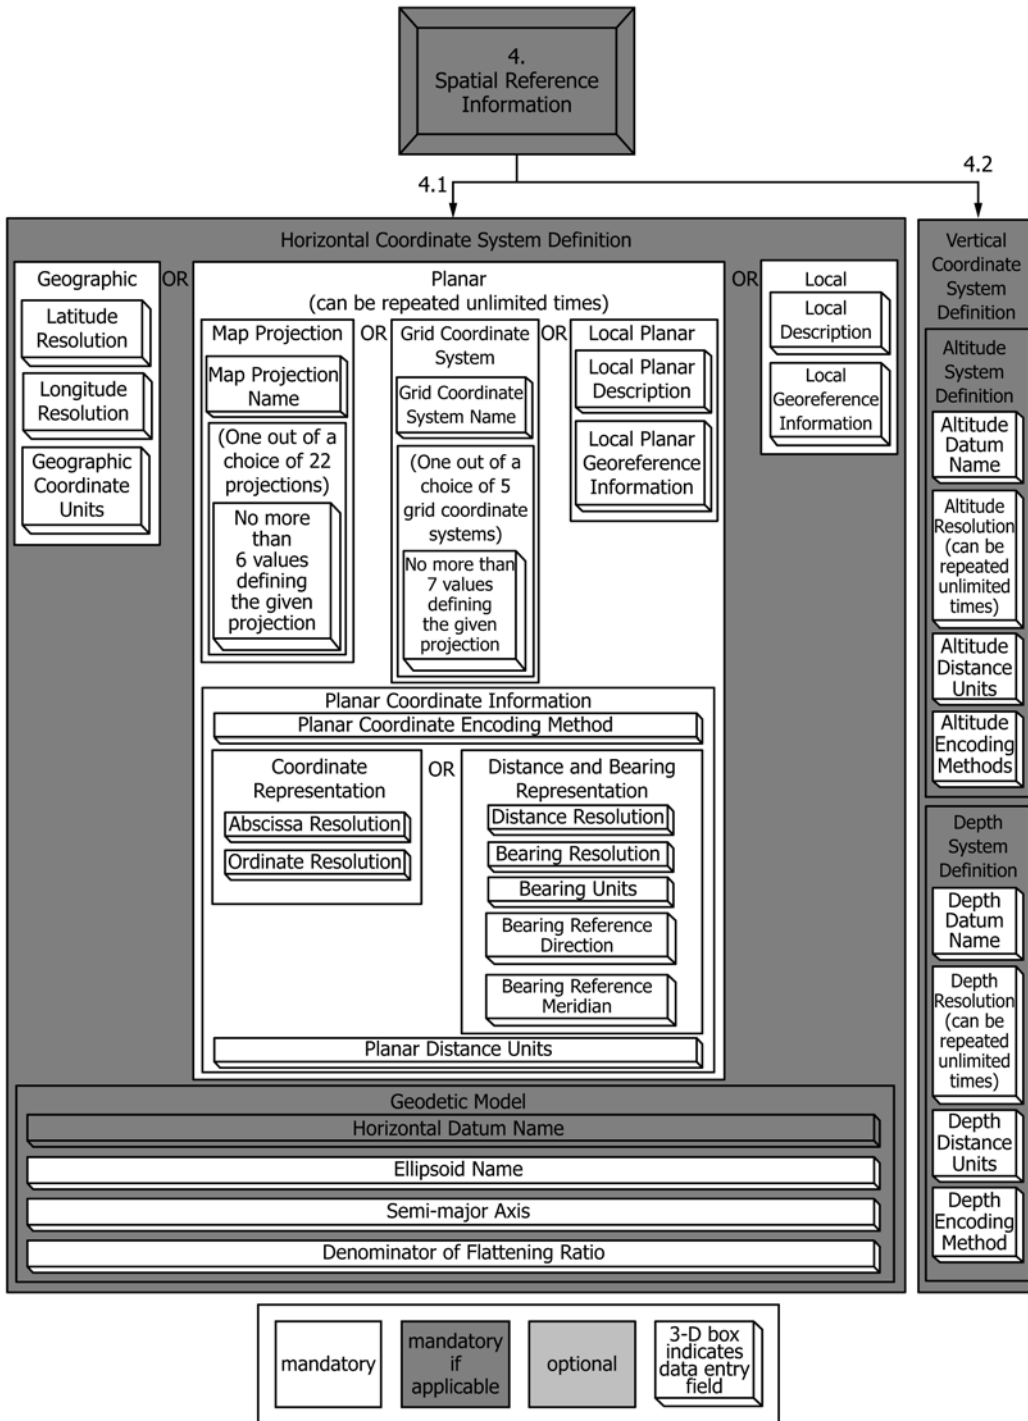 4.
Spatial Reference
Information
4.1
4.2
Horizontal Coordinate System Definition
Geographic
Latitude
Resolution
Longitude
Resolution
Geographic
Coordinate
Units
OR
Planar
(can be repeated unlimited times)
Map Projection
Map Projection
Name
(One out of a
choice of 22
projections)
No more
than
6 values
defining
the given
projection
OR
Grid Coordinate
System
Grid Coordinate
System Name
(One out of a
choice of 5
grid coordinate
systems)
No more than
7 values
defining
the given
projection
OR
Local Planar
Local Planar
Description
Local Planar
Georeference
Information
Planar Coordinate Information
Planar Coordinate Encoding Method
Coordinate
Representation
Abscissa Resolution
Ordinate Resolution
OR
Distance and Bearing
Representation
Distance Resolution
Bearing Resolution
Bearing Units
Bearing Reference
Direction
Bearing Reference
Meridian
Planar Distance Units
OR
Local
Local
Description
Local
Georeference
Information
Geodetic Model
Horizontal Datum Name
Ellipsoid Name
Semi-major Axis
Denominator of Flattening Ratio
Vertical
Coordinate
System
Definition
Altitude
System
Definition
Altitude
Datum
Name
Altitude
Resolution
(can be
repeated
unlimited
times)
Altitude
Distance
Units
Altitude
Encoding
Methods
Depth
System
Definition
Depth
Datum
Name
Depth
Resolution
(can be
repeated
unlimited
times)
Depth
Distance
Units
Depth
Encoding
Method
mandatory
mandatory
if
applicable
optional
3-D box
indicates
data entry
field